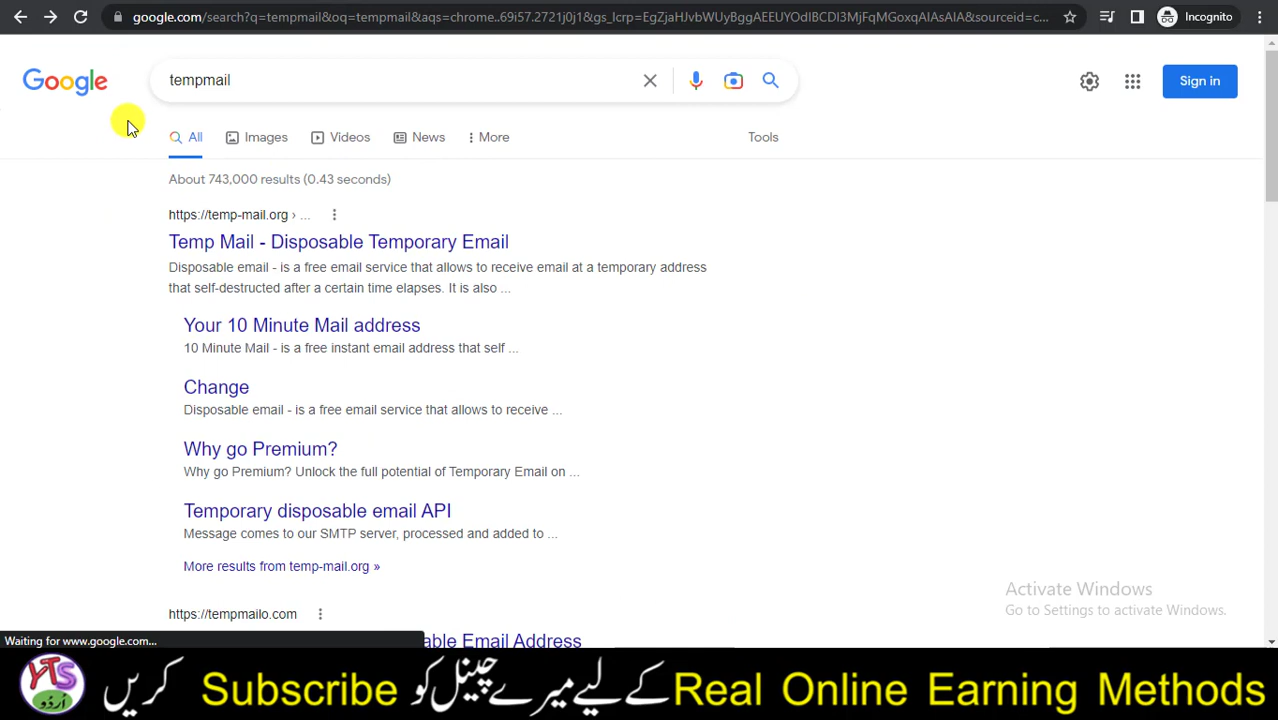 google.com/search?q=tempmail&oq=tempmail&aqs=chrome..69i57.2721j0j1&gs_lcrp=EgZjaHJvbWUyBggAEEUYOdIBCDI3MjFqMGoxqAIAsAIA&sourceid=c...
Incognito
Google
tempmail
Sign in
All
Images
Videos
News
More
Tools
About 743,000 results (0.43 seconds)
https://temp-mail.org › ...
Temp Mail - Disposable Temporary Email
Disposable email - is a free email service that allows to receive email at a temporary address
that self-destructed after a certain time elapses. It is also ...
Your 10 Minute Mail address
10 Minute Mail - is a free instant email address that self ...
Change
Disposable email - is a free email service that allows to receive ...
Why go Premium?
Why go Premium? Unlock the full potential of Temporary Email on ...
Temporary disposable email API
Message comes to our SMTP server, processed and added to ...
More results from temp-mail.org »
https://tempmailo.com
able Email Address
Activate Windows
Go to Settings to activate Windows.
Waiting for www.google.com...
YTS
اردو
Real Online Earning Methods کے لیے میرے چینل کو Subscribe کریں